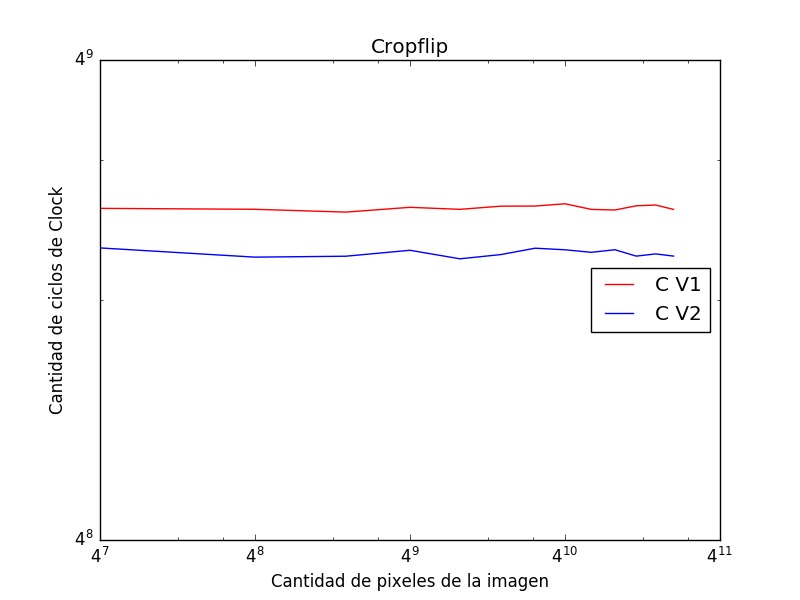 Cropflip
4^9
4^8
Cantidad de ciclos de Clock
C V1
C V2
4^7 4^8 4^9 4^10 4^11
Cantidad de pixeles de la imagen